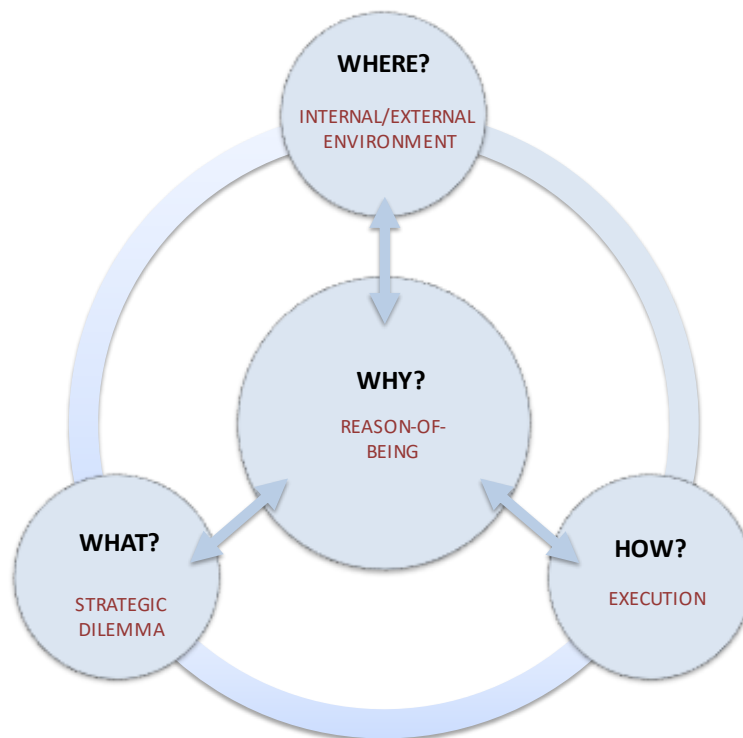 WHERE?
INTERNAL/EXTERNAL
ENVIRONMENT
WHY?
REASON-OF-
BEING
WHAT?
STRATEGIC
DILEMMA
HOW?
EXECUTION